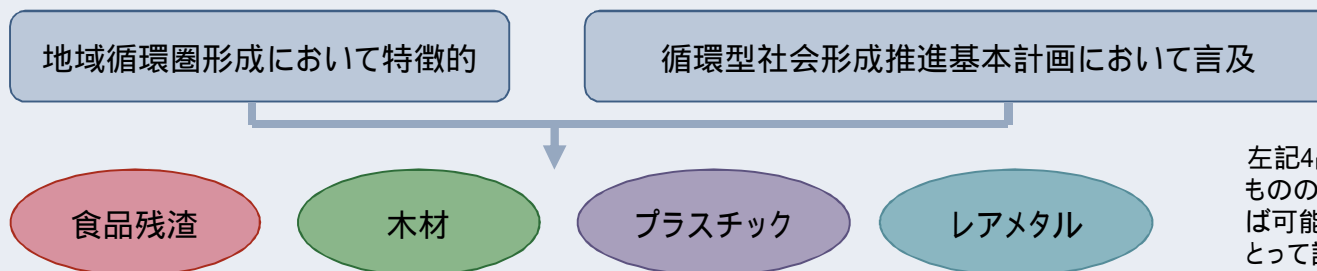 地域循環圏形成において特徴的
循環型社会形成推進基本計画において言及
食品残渣
木材
プラスチック
レアメタル
左記4
ものの
ば可能
とって